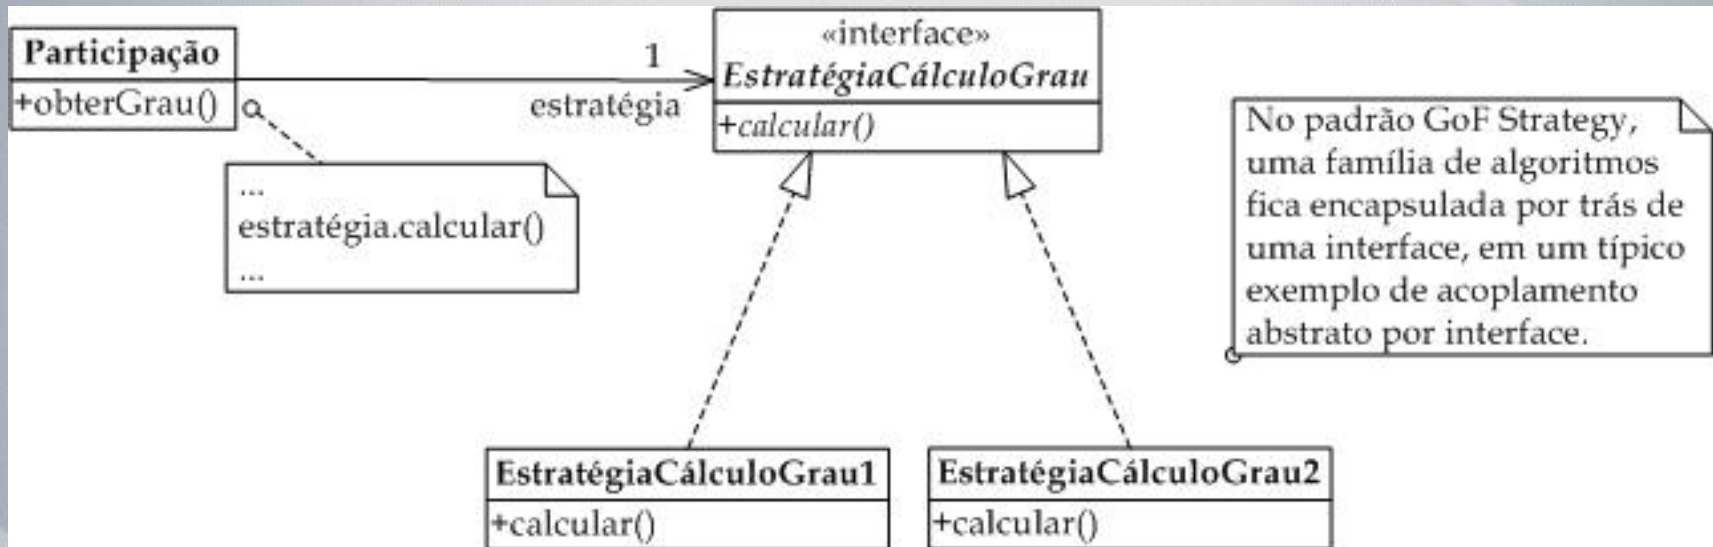 Participação
+obterGrau()
1
estratégia
«interface»
EstratégiaCálculoGrau
+calcular()
...
estratégia.calcular()
...
No padrão GoF Strategy,
uma família de algoritmos
fica encapsulada por trás de
uma interface, em um típico
exemplo de acoplamento
abstrato por interface.
EstratégiaCálculoGrau1
+calcular()
EstratégiaCálculoGrau2
+calcular()